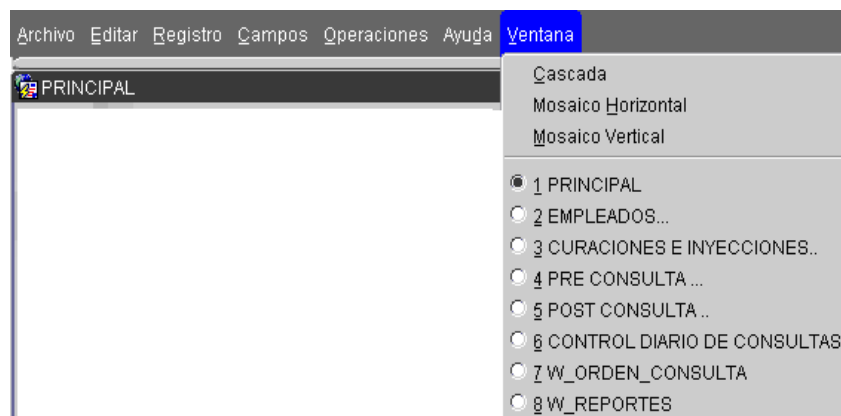 Archivo Editar Registro Campos Operaciones Ayuda Ventana
PRINCIPAL
Cascada
Mosaico Horizontal
Mosaico Vertical
1 PRINCIPAL
2 EMPLEADOS...
3 CURACIONES E INYECCIONES..
4 PRE CONSULTA ...
5 POST CONSULTA ..
6 CONTROL DIARIO DE CONSULTAS
7 W_ORDEN_CONSULTA
8 W_REPORTES